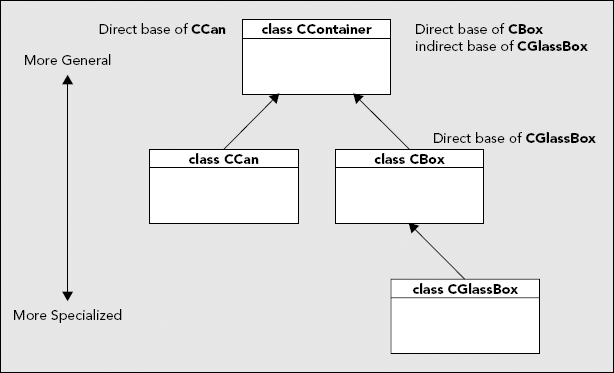 Direct base of CCan
class CContainer
Direct base of CBox
indirect base of CGlassBox
More General
Direct base of CGlassBox
class CCan
class CBox
class CGlassBox
More Specialized